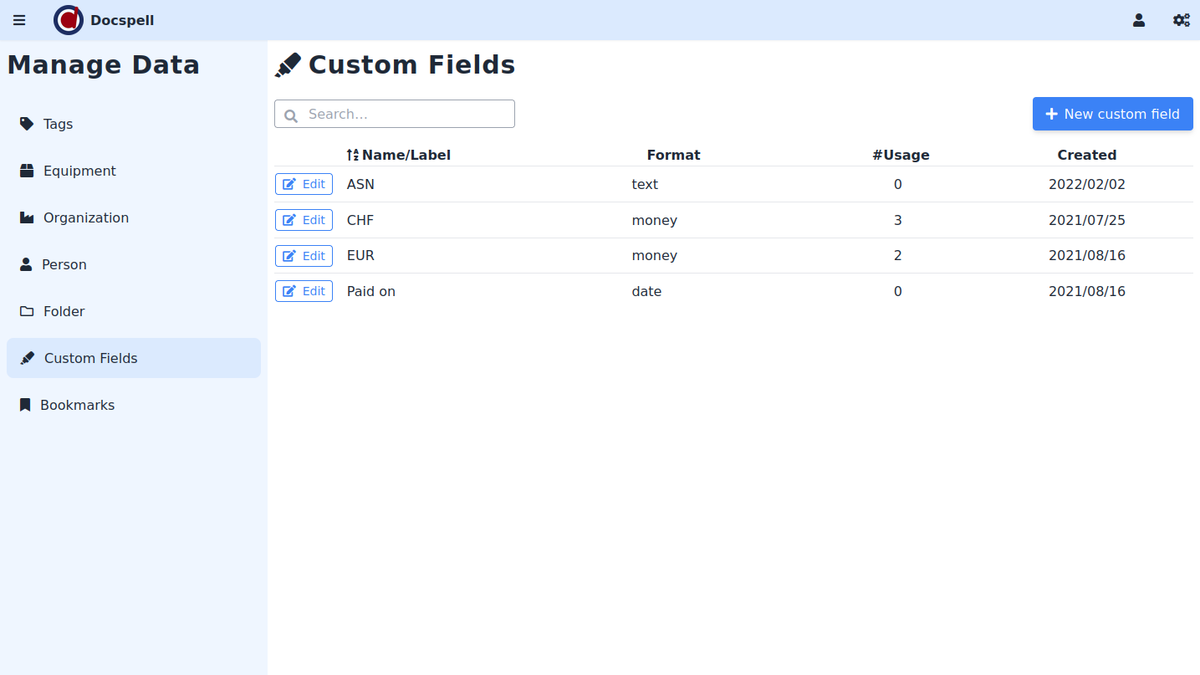 Docspell
Manage Data
Tags
Equipment
Organization
Person
Folder
Custom Fields
Bookmarks
Custom Fields
Search…
New custom field
Name/Label Format #Usage Created
Edit ASN text 0 2022/02/02
Edit CHF money 3 2021/07/25
Edit EUR money 2 2021/08/16
Edit Paid on date 0 2021/08/16